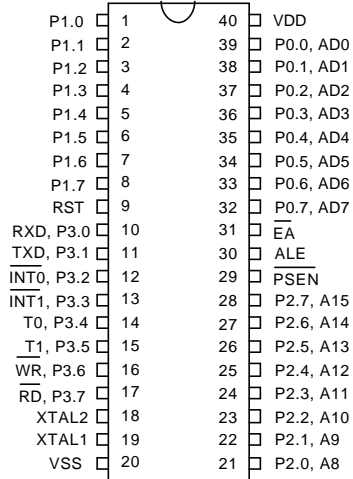 P1.0 1 40 VDD
P1.1 2 39 P0.0, AD0
P1.2 3 38 P0.1, AD1
P1.3 4 37 P0.2, AD2
P1.4 5 36 P0.3, AD3
P1.5 6 35 P0.4, AD4
P1.6 7 34 P0.5, AD5
P1.7 8 33 P0.6, AD6
RST 9 32 P0.7, AD7
RXD, P3.0 10 31 EA
TXD, P3.1 11 30 ALE
INT0, P3.2 12 29 PSEN
INT1, P3.3 13 28 P2.7, A15
T0, P3.4 14 27 P2.6, A14
T1, P3.5 15 26 P2.5, A13
WR, P3.6 16 25 P2.4, A12
RD, P3.7 17 24 P2.3, A11
XTAL2 18 23 P2.2, A10
XTAL1 19 22 P2.1, A9
VSS 20 21 P2.0, A8